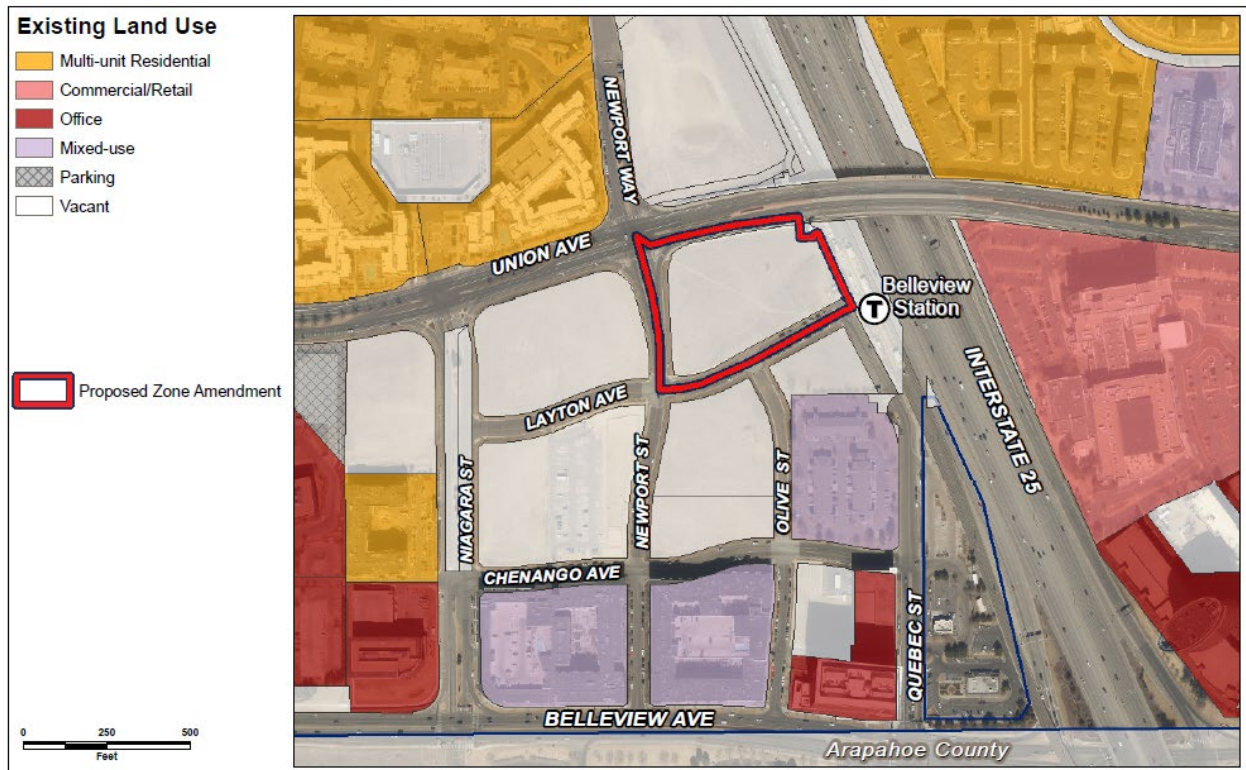 Existing Land Use
Multi-unit Residential
Commercial/Retail
Office
Mixed-use
Parking
Vacant
Proposed Zone Amendment
0 250 500
Feet
NEWPORT WAY
UNION AVE
Belleview
Station
T
INTERSTATE 25
LAYTON AVE
NIAGARA ST
NEWPORT ST
OLIVE ST
CHENANGO AVE
QUEBEC ST
BELLEVIEW AVE
Arapahoe County